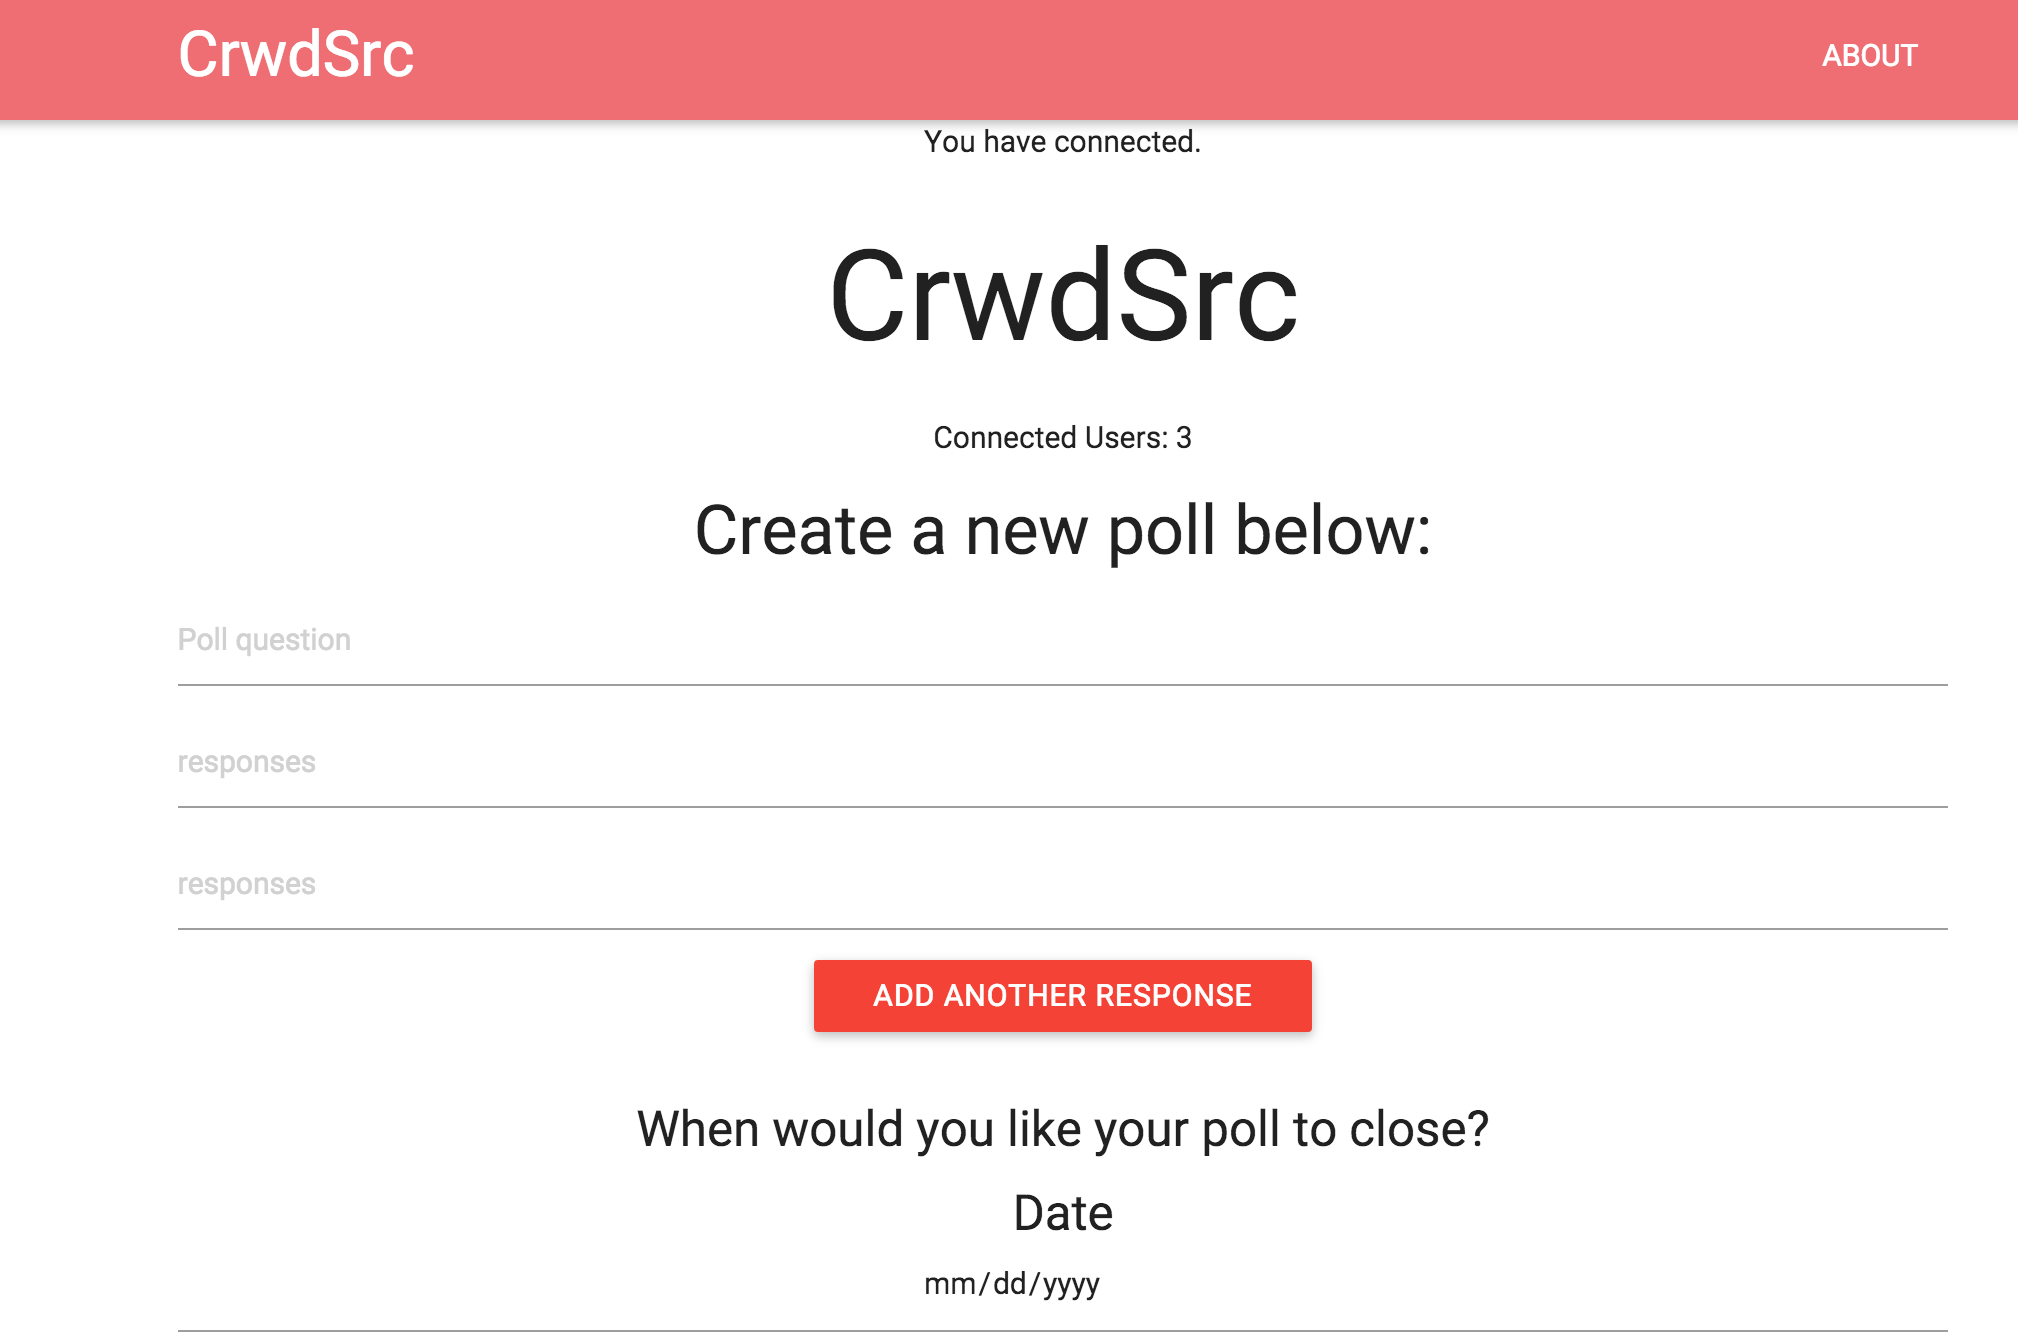 CrwdSrc
ABOUT
You have connected.
CrwdSrc
Connected Users: 3
Create a new poll below:
Poll question
responses
responses
ADD ANOTHER RESPONSE
When would you like your poll to close?
Date
mm/dd/yyyy